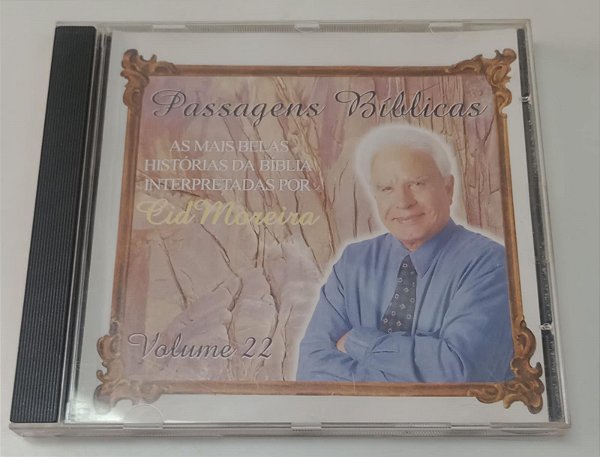 Passagens Bíblicas
AS MAIS BELAS
HISTÓRIAS DA BÍBLIA
INTERPRETADAS POR
Cid Moreira
Volume 22